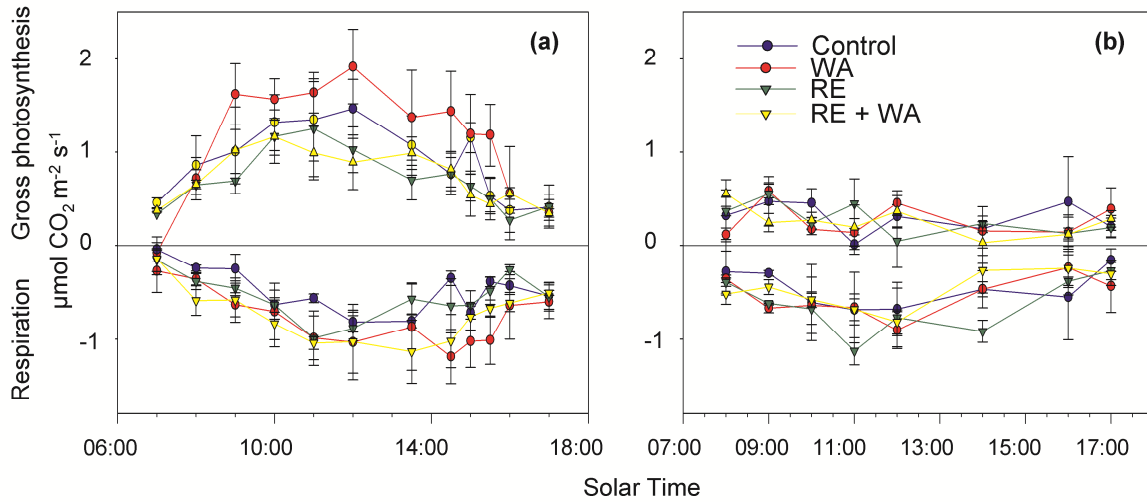 Gross photosynthesis
Respiration
µmol CO2 m-2 s-1
2
1
0
-1
(a)
06:00
10:00
14:00
18:00
(b)
Control
WA
RE
RE + WA
2
1
0
-1
07:00
09:00
11:00
13:00
15:00
17:00
Solar Time